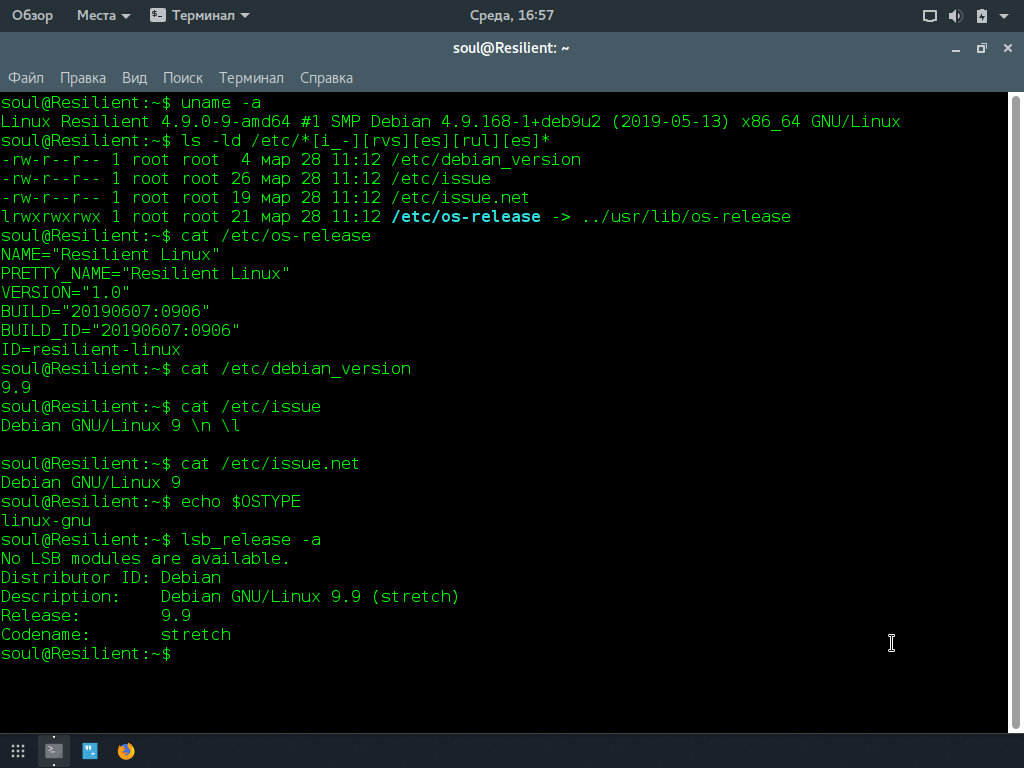 Обзор Места Терминал Среда, 16:57
soul@Resilient: ~
Файл Правка Вид Поиск Терминал Справка
soul@Resilient:~$ uname -a
Linux Resilient 4.9.0-9-amd64 #1 SMP Debian 4.9.168-1+deb9u2 (2019-05-13) x86_64 GNU/Linux
soul@Resilient:~$ ls -ld /etc/*[i_-][rvs][es][rul][es]*
-rw-r--r-- 1 root root  4 мар 28 11:12 /etc/debian_version
-rw-r--r-- 1 root root 26 мар 28 11:12 /etc/issue
-rw-r--r-- 1 root root 19 мар 28 11:12 /etc/issue.net
lrwxrwxrwx 1 root root 21 мар 28 11:12 /etc/os-release -> ../usr/lib/os-release
soul@Resilient:~$ cat /etc/os-release
NAME="Resilient Linux"
PRETTY_NAME="Resilient Linux"
VERSION="1.0"
BUILD="20190607:0906"
BUILD_ID="20190607:0906"
ID=resilient-linux
soul@Resilient:~$ cat /etc/debian_version
9.9
soul@Resilient:~$ cat /etc/issue
Debian GNU/Linux 9 \n \l
soul@Resilient:~$ cat /etc/issue.net
Debian GNU/Linux 9
soul@Resilient:~$ echo $OSTYPE
linux-gnu
soul@Resilient:~$ lsb_release -a
No LSB modules are available.
Distributor ID: Debian
Description:    Debian GNU/Linux 9.9 (stretch)
Release:        9.9
Codename:       stretch
soul@Resilient:~$